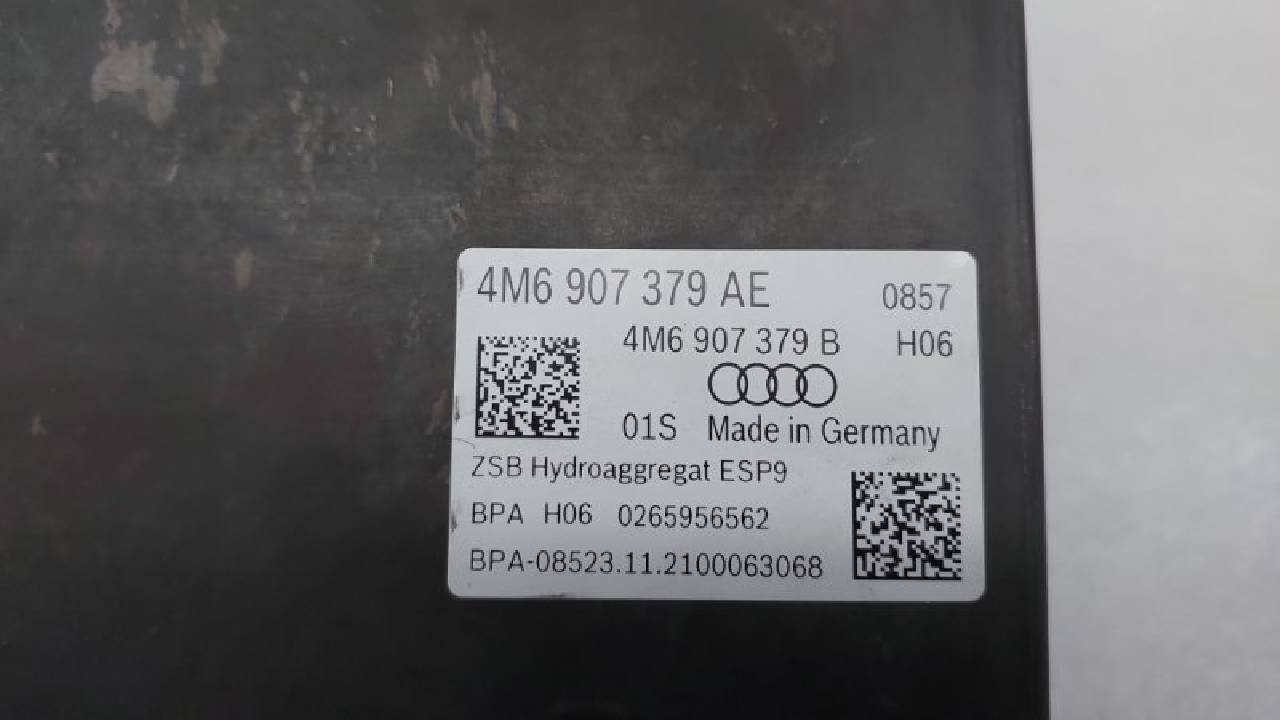 4M6 907 379 AE 0857
4M6 907 379 B H06
01S Made in Germany
ZSB Hydroaggregat ESP9
BPA H06 0265956562
BPA-08523.11.2100063068